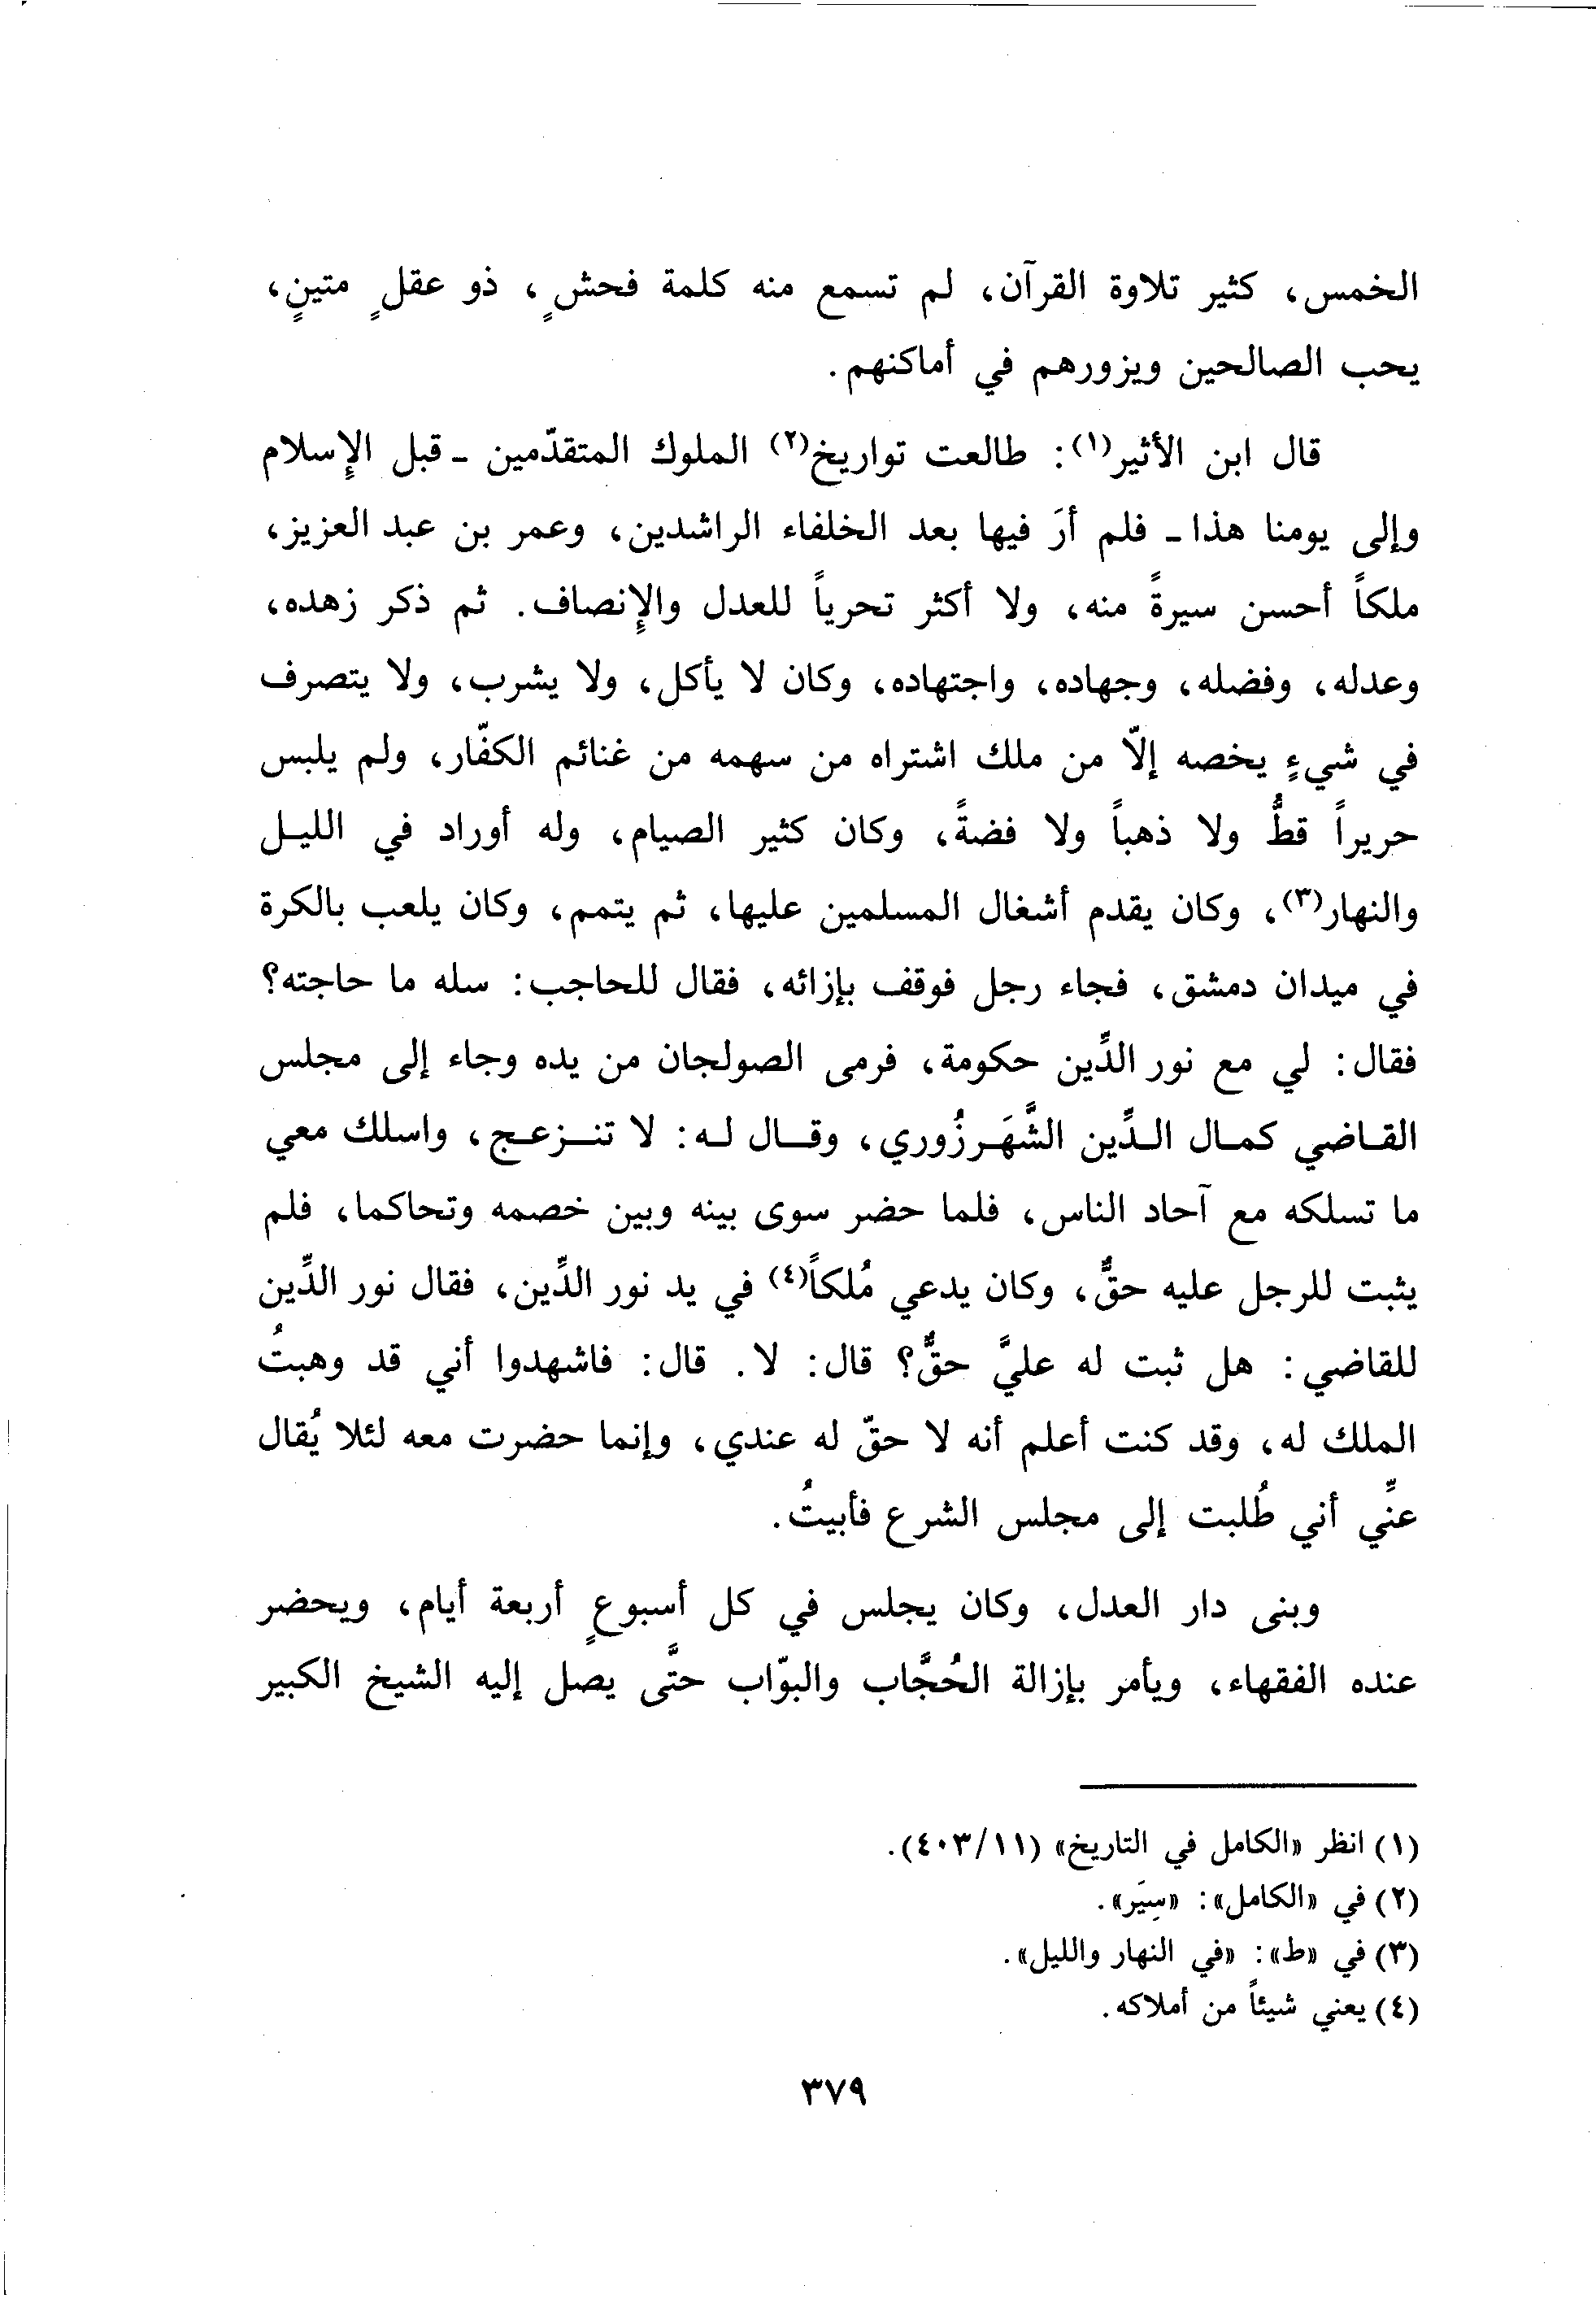 الخمس، كثير تلاوة القرآن، لم تسمع منه كلمة فحشٍ، ذو عقلٍ متينٍ،
يحب الصالحين ويزورهم في أماكنهم.
قال ابن الأثير(١): طالعت تواريخ(٢) الملوك المتقدّمين - قبل الإسلام
وإلى يومنا هذا - فلم أرَ فيها بعد الخلفاء الراشدين، وعمر بن عبد العزيز،
ملكاً أحسن سيرةً منه، ولا أكثر تحرياً للعدل والإنصاف. ثم ذكر زهده،
وعدله، وفضله، وجهاده، واجتهاده، وكان لا يأكل، ولا يشرب، ولا يتصرف
في شيءٍ يخصه إلّا من ملك اشتراه من سهمه من غنائم الكفّار، ولم يلبس
حريراً قطُّ ولا ذهباً ولا فضةً، وكان كثير الصيام، وله أوراد في الليل
والنهار(٣)، وكان يقدم أشغال المسلمين عليها، ثم يتمم، وكان يلعب بالكرة
في ميدان دمشق، فجاء رجل فوقف بإزائه، فقال للحاجب: سله ما حاجته؟
فقال: لي مع نور الدِّين حكومة، فرمى الصولجان من يده وجاء إلى مجلس
القاضي كمال الدِّين الشَّهَرزُوري، وقال له: لا تنزعج، واسلك معي
ما تسلكه مع آحاد الناس، فلما حضر سوى بينه وبين خصمه وتحاكما، فلم
يثبت للرجل عليه حقٌّ، وكان يدعي مُلكاً(٤) في يد نور الدِّين، فقال نور الدِّين
للقاضي: هل ثبت له عليَّ حقٌّ؟ قال: لا. قال: فاشهدوا أني قد وهبتُ
الملك له، وقد كنت أعلم أنه لا حقّ له عندي، وإنما حضرت معه لئلا يُقال
عنِّي أني طُلبت إلى مجلس الشرع فأبيتُ.
وبنى دار العدل، وكان يجلس في كل أسبوعٍ أربعة أيام، ويحضر
عنده الفقهاء، ويأمر بإزالة الحُجَّاب والبوّاب حتَّى يصل إليه الشيخ الكبير
(١) انظر «الكامل في التاريخ» (٤٠٣/١١).
(٢) في «الكامل»: «سِيَر».
(٣) في «ط»: «في النهار والليل».
(٤) يعني شيئاً من أملاكه.
٣٧٩